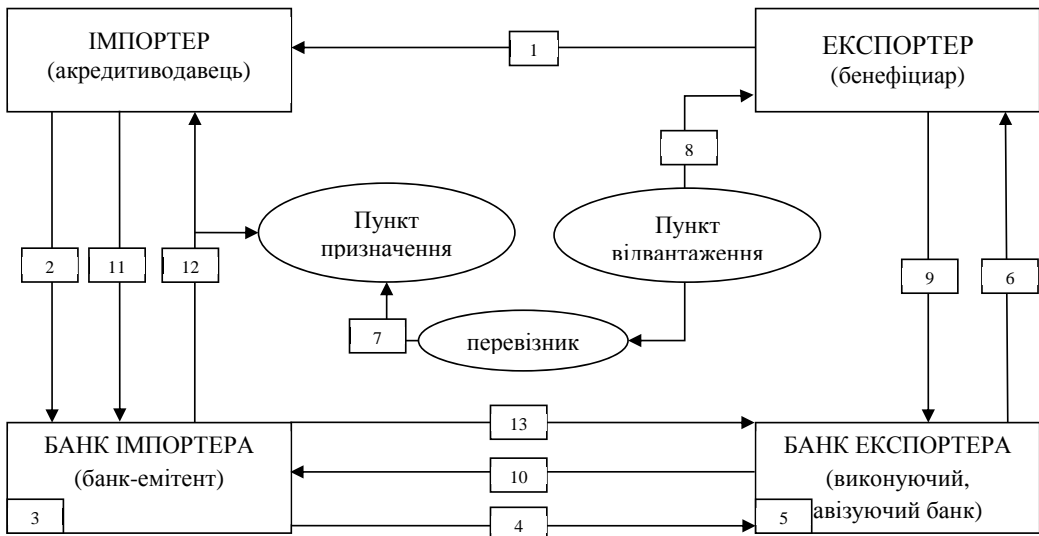 ІМПОРТЕР
(акредитиводавець)
1
ЕКСПОРТЕР
(бенефіциар)
8
Пункт
призначення
Пункт
відвантаження
2
11
12
9
6
7
перевізник
13
БАНК ІМПОРТЕРА
(банк-емітент)
10
БАНК ЕКСПОРТЕРА
(виконуючий,
авізуючий банк)
3
4
5